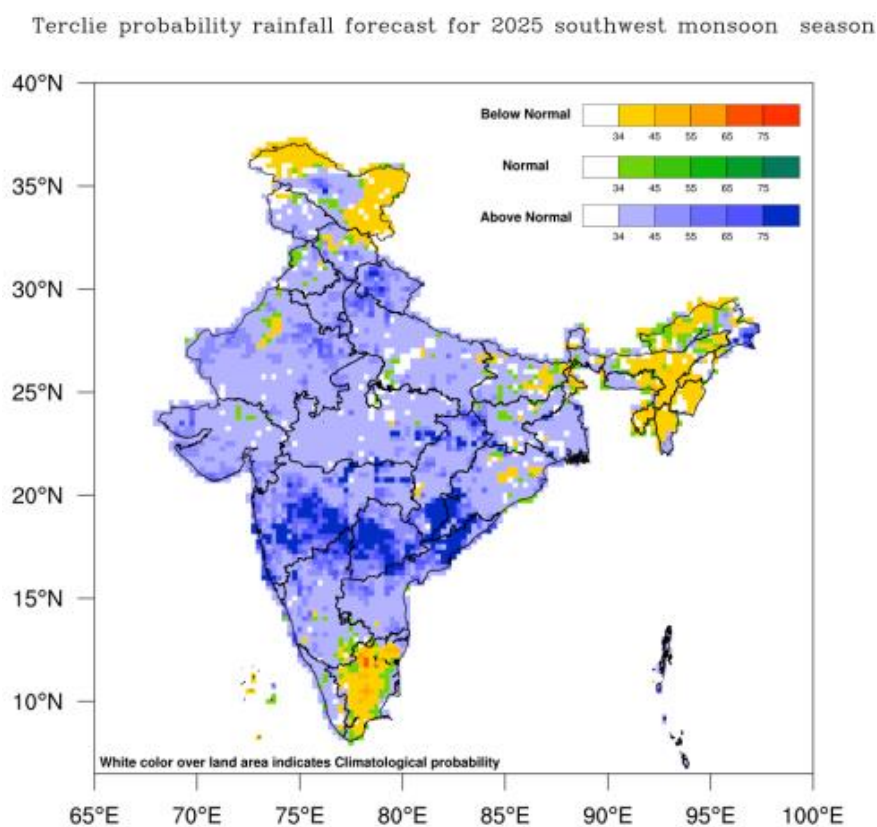 Terclie probability rainfall forecast for 2025 southwest monsoon season
40°N
Below Normal
34 45 55 65 75
Normal
34 45 55 65 75
35°N
Above Normal
34 45 55 65 75
30°N
25°N
20°N
15°N
10°N
White color over land area indicates Climatological probability
65°E 70°E 75°E 80°E 85°E 90°E 95°E 100°E